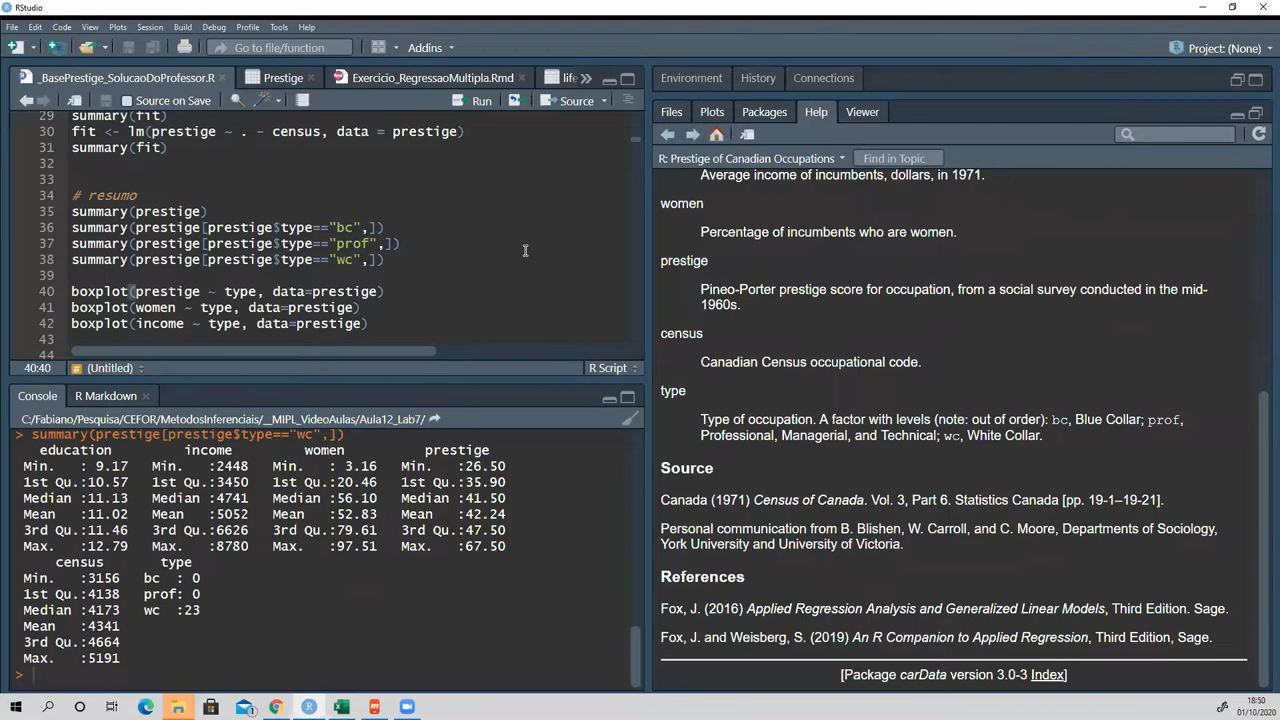 RStudio
File Edit Code View Plots Session Build Debug Profile Tools Help
Go to file/function Addins Project: (None)
_BasePrestige_SolucaoDoProfessor.R Prestige Exercicio_RegressaoMultipla.Rmd life
Source on Save Run Source
29 summary(fit)
30 fit <- lm(prestige ~ . - census, data = prestige)
31 summary(fit)
32
33
34 # resumo
35 summary(prestige)
36 summary(prestige[prestige$type=="bc",])
37 summary(prestige[prestige$type=="prof",])
38 summary(prestige[prestige$type=="wc",])
39
40 boxplot(prestige ~ type, data=prestige)
41 boxplot(women ~ type, data=prestige)
42 boxplot(income ~ type, data=prestige)
43
44
40:40 # (Untitled) R Script
Console R Markdown
C:/Fabiano/Pesquisa/CEFOR/MetodosInferenciais/__MIPL_VideoAulas/Aula12_Lab7/
> summary(prestige[prestige$type=="wc",])
education income women prestige
Min. : 9.17 Min. :2448 Min. : 3.16 Min. :26.50
1st Qu.:10.57 1st Qu.:3450 1st Qu.:20.46 1st Qu.:35.90
Median :11.13 Median :4741 Median :56.10 Median :41.50
Mean :11.02 Mean :5052 Mean :52.83 Mean :42.24
3rd Qu.:11.46 3rd Qu.:6626 3rd Qu.:79.61 3rd Qu.:47.50
Max. :12.79 Max. :8780 Max. :97.51 Max. :67.50
census type
Min. :3156 bc : 0
1st Qu.:4138 prof: 0
Median :4173 wc :23
Mean :4341
3rd Qu.:4664
Max. :5191
>
Environment History Connections
Files Plots Packages Help Viewer
R: Prestige of Canadian Occupations Find in Topic
Average income of incumbents, dollars, in 1971.
women
Percentage of incumbents who are women.
prestige
Pineo-Porter prestige score for occupation, from a social survey conducted in the mid-
1960s.
census
Canadian Census occupational code.
type
Type of occupation. A factor with levels (note: out of order): bc, Blue Collar; prof,
Professional, Managerial, and Technical; wc, White Collar.
Source
Canada (1971) Census of Canada. Vol. 3, Part 6. Statistics Canada [pp. 19-1–19-21].
Personal communication from B. Blishen, W. Carroll, and C. Moore, Departments of Sociology,
York University and University of Victoria.
References
Fox, J. (2016) Applied Regression Analysis and Generalized Linear Models, Third Edition. Sage.
Fox, J. and Weisberg, S. (2019) An R Companion to Applied Regression, Third Edition, Sage.
[Package carData version 3.0-3 Index]
18:50
01/10/2020